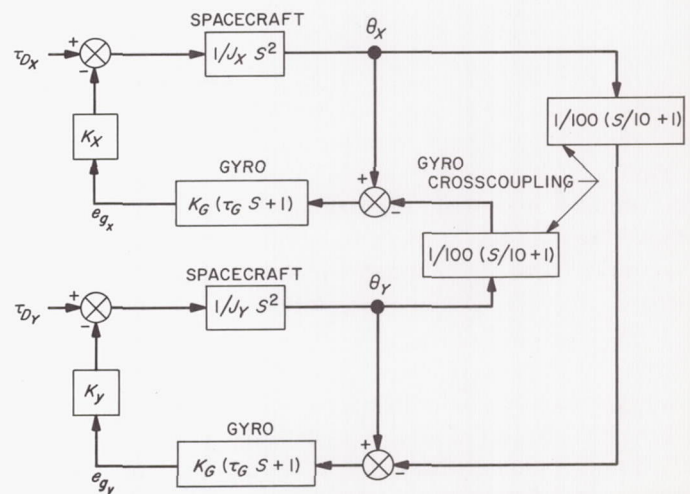 SPACECRAFT
θX
τDX
+
−
1/JX S²
1/100 (S/10 +1)
KX
GYRO
GYRO
CROSSCOUPLING
+
−
egx
KG (τG S+1)
1/100 (S/10 +1)
SPACECRAFT
θY
τDY
+
−
1/JY S²
Ky
GYRO
+
−
egy
KG (τG S+1)